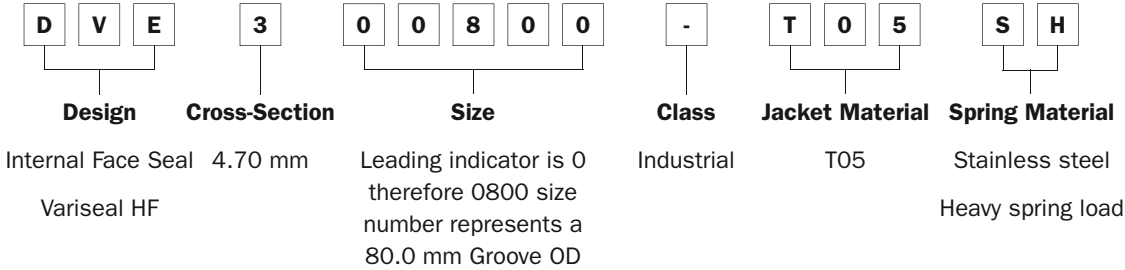 D V E 3 0 0 8 0 0 - T 0 5 S H
Design Cross-Section Size Class Jacket Material Spring Material
Internal Face Seal 4.70 mm Leading indicator is 0 Industrial T05 Stainless steel
therefore 0800 size
Variseal HF number represents a Heavy spring load
80.0 mm Groove OD